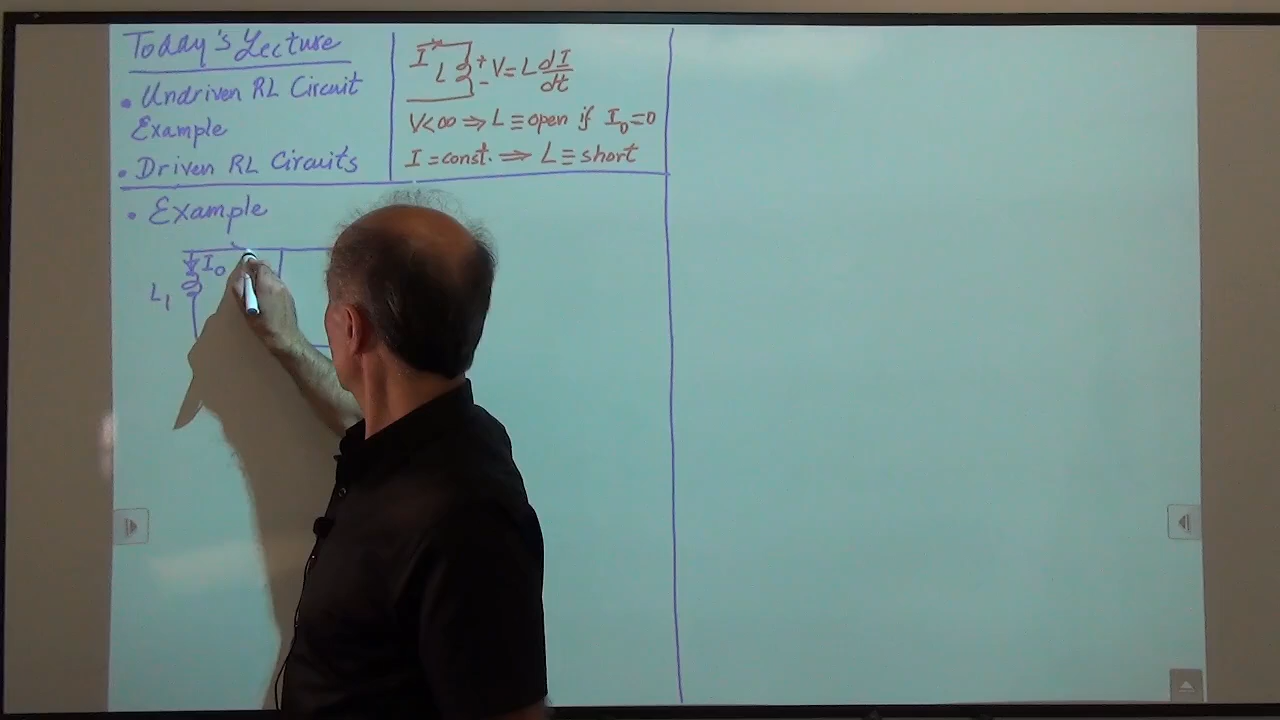 Today's Lecture
• Undriven RL Circuit
Example
• Driven RL Circuits
I L + - V = L dI/dt
V < ∞ ⇒ L ≡ open if I₀ = 0
I = const. ⇒ L ≡ short
• Example
I₀
L₁